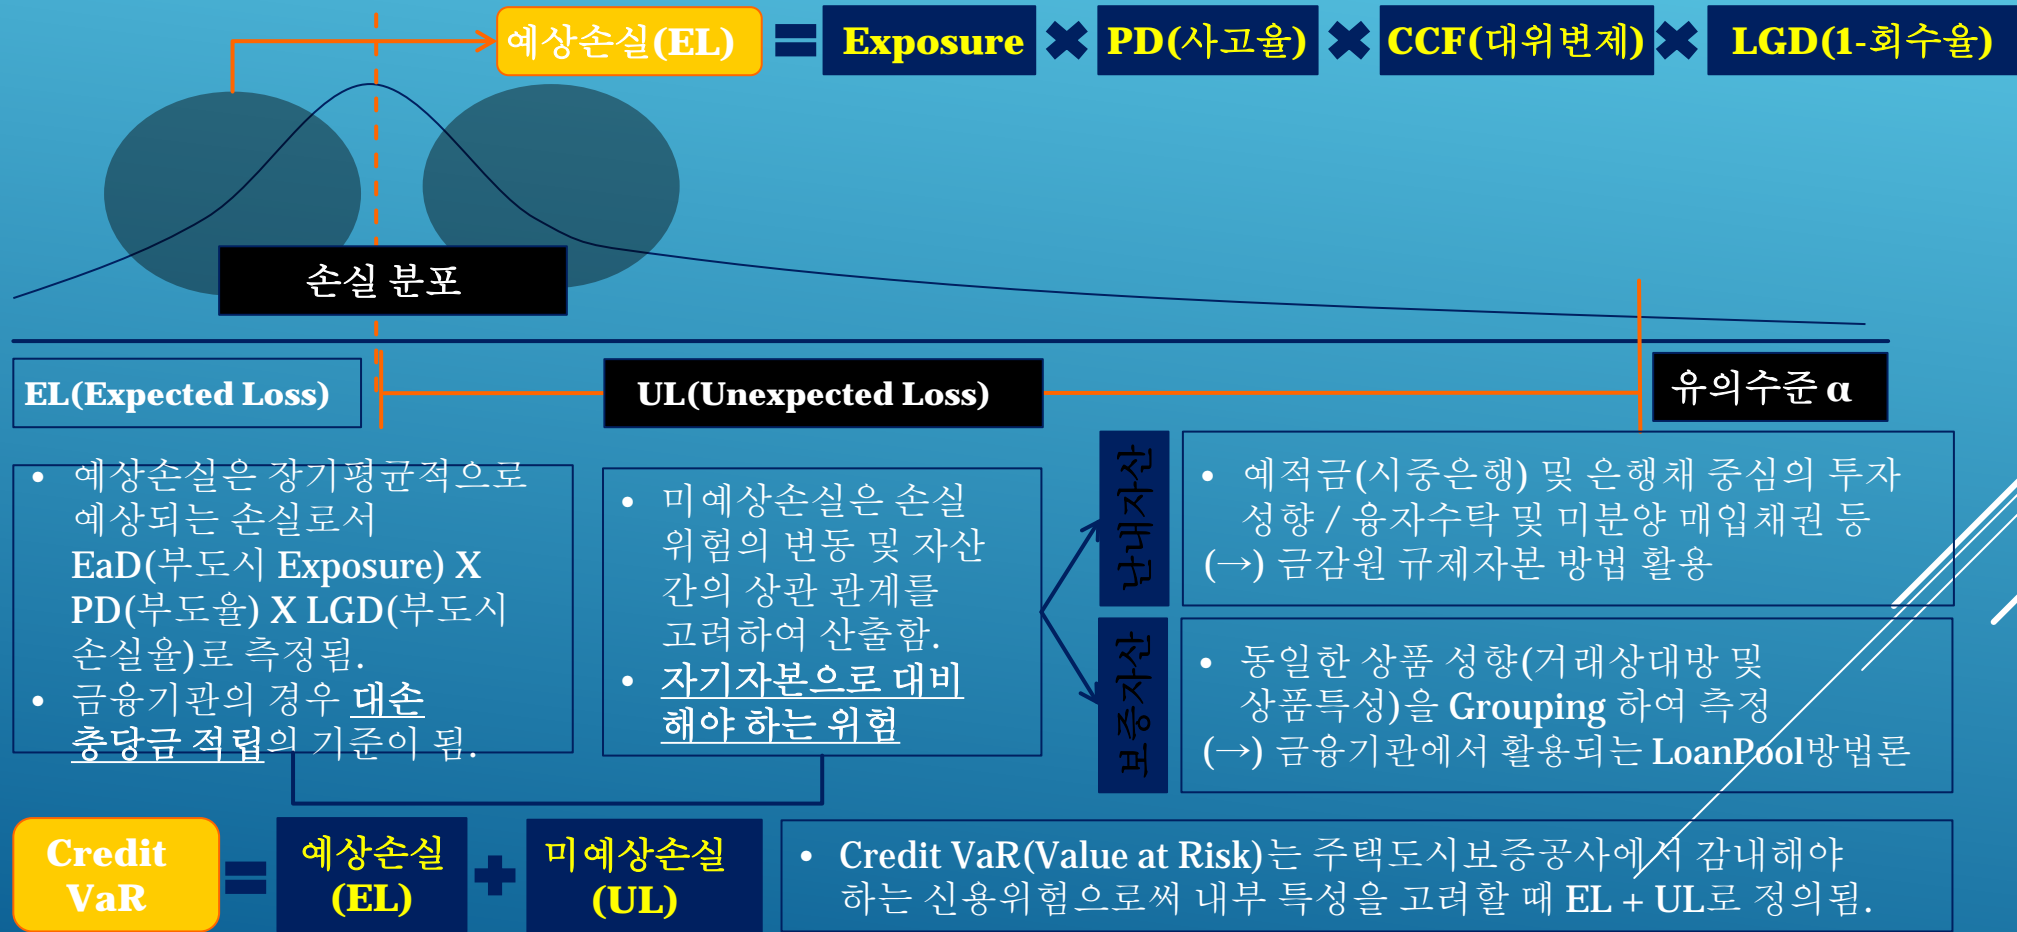 예상손실(EL) = Exposure × PD(사고율) × CCF(대위변제) × LGD(1-회수율)
손실 분포
EL(Expected Loss)
UL(Unexpected Loss)
유의수준 α
• 예상손실은 장기평균적으로
예상되는 손실로서
EaD(부도시 Exposure) X
PD(부도율) X LGD(부도시
손실율)로 측정됨.
• 금융기관의 경우 대손
충당금 적립의 기준이 됨.
• 미예상손실은 손실
위험의 변동 및 자산
간의 상관 관계를
고려하여 산출함.
• 자기자본으로 대비
해야 하는 위험
난내자산
• 예적금(시중은행) 및 은행채 중심의 투자
성향 / 융자수탁 및 미분양 매입채권 등
(→) 금감원 규제자본 방법 활용
보증자산
• 동일한 상품 성향(거래상대방 및
상품특성)을 Grouping 하여 측정
(→) 금융기관에서 활용되는 LoanPool방법론
Credit
VaR
=
예상손실
(EL)
+
미예상손실
(UL)
• Credit VaR(Value at Risk)는 주택도시보증공사에서 감내해야
하는 신용위험으로써 내부 특성을 고려할 때 EL + UL로 정의됨.